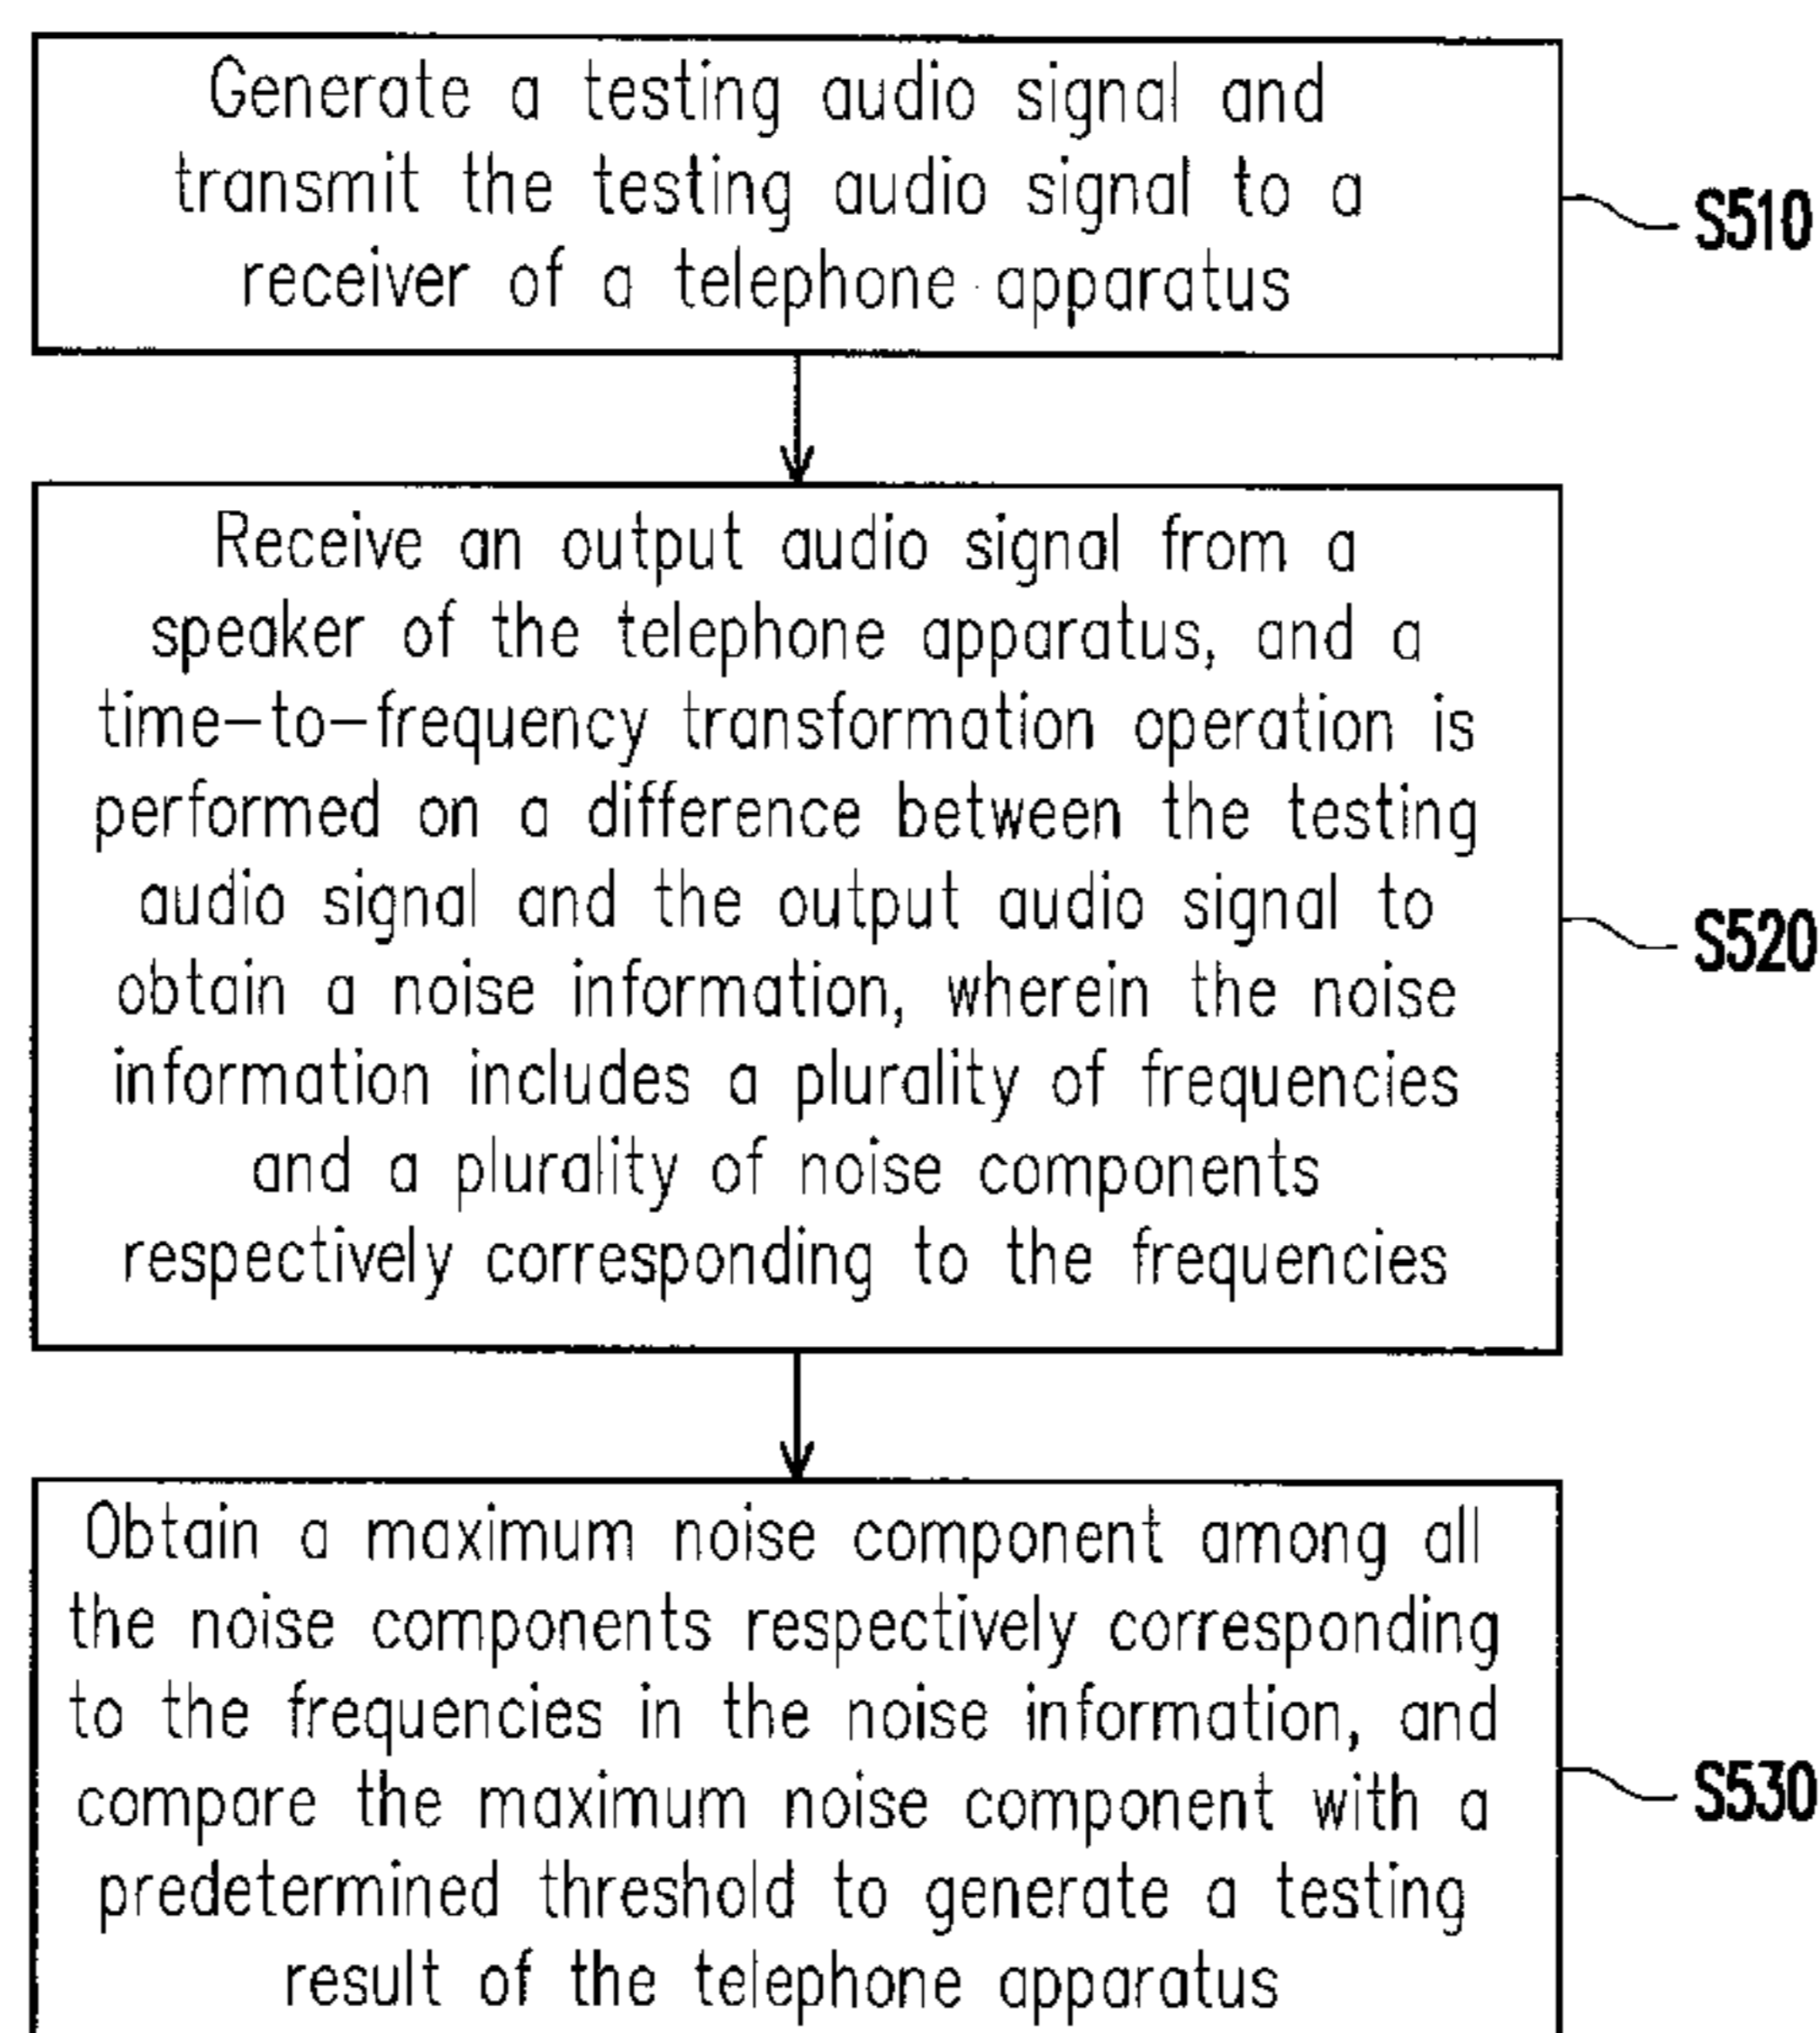 Generate a testing audio signal and
transmit the testing audio signal to a
receiver of a telephone apparatus
S510
Receive an output audio signal from a
speaker of the telephone apparatus, and a
time-to-frequency transformation operation is
performed on a difference between the testing
audio signal and the output audio signal to
obtain a noise information, wherein the noise
information includes a plurality of frequencies
and a plurality of noise components
respectively corresponding to the frequencies
S520
Obtain a maximum noise component among all
the noise components respectively corresponding
to the frequencies in the noise information, and
compare the maximum noise component with a
predetermined threshold to generate a testing
result of the telephone apparatus
S530